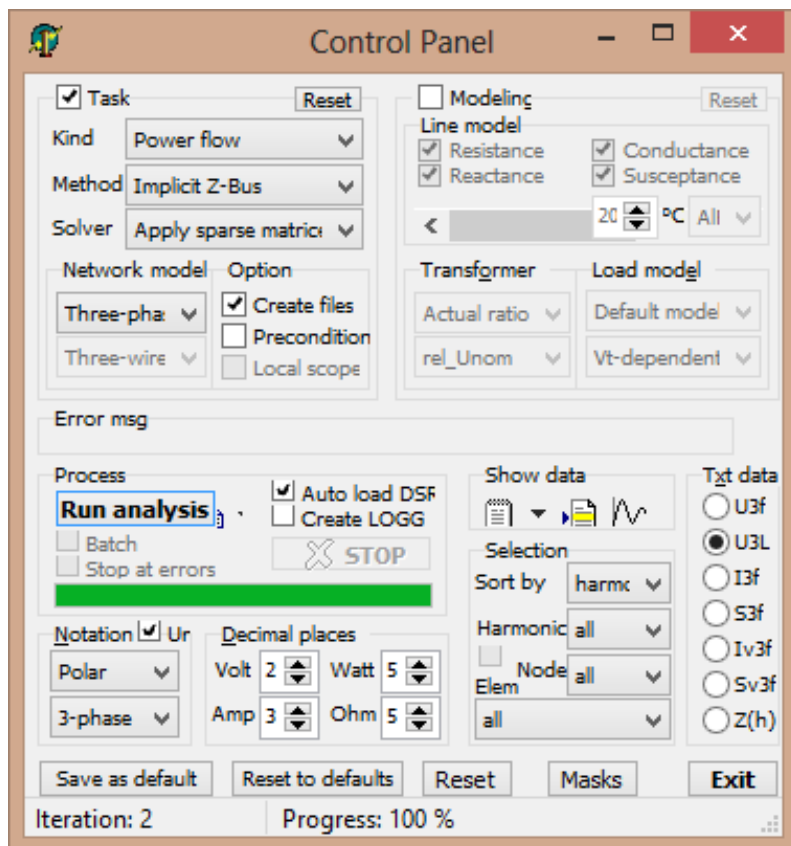 Control Panel
Task
Reset
Kind
Power flow
Method
Implicit Z-Bus
Solver
Apply sparse matrice
Network model
Three-pha:
Three-wire
Option
Create files
Precondition
Local scope
Modeling
Reset
Line model
Resistance
Conductance
Reactance
Susceptance
20
ºC
All
Transformer
Actual ratio
rel_Unom
Load model
Default model
Vt-dependent
Error msg
Process
Run analysis
Auto load DSR
Create LOGG
Batch
Stop at errors
STOP
Show data
Selection
Sort by
harmo
Harmonic
all
Node
all
Elem
all
Txt data
U3f
U3L
I3f
S3f
Iv3f
Sv3f
Z(h)
Notation
Ur
Polar
3-phase
Decimal places
Volt
2
Watt
5
Amp
3
Ohm
5
Save as default
Reset to defaults
Reset
Masks
Exit
Iteration: 2
Progress: 100 %